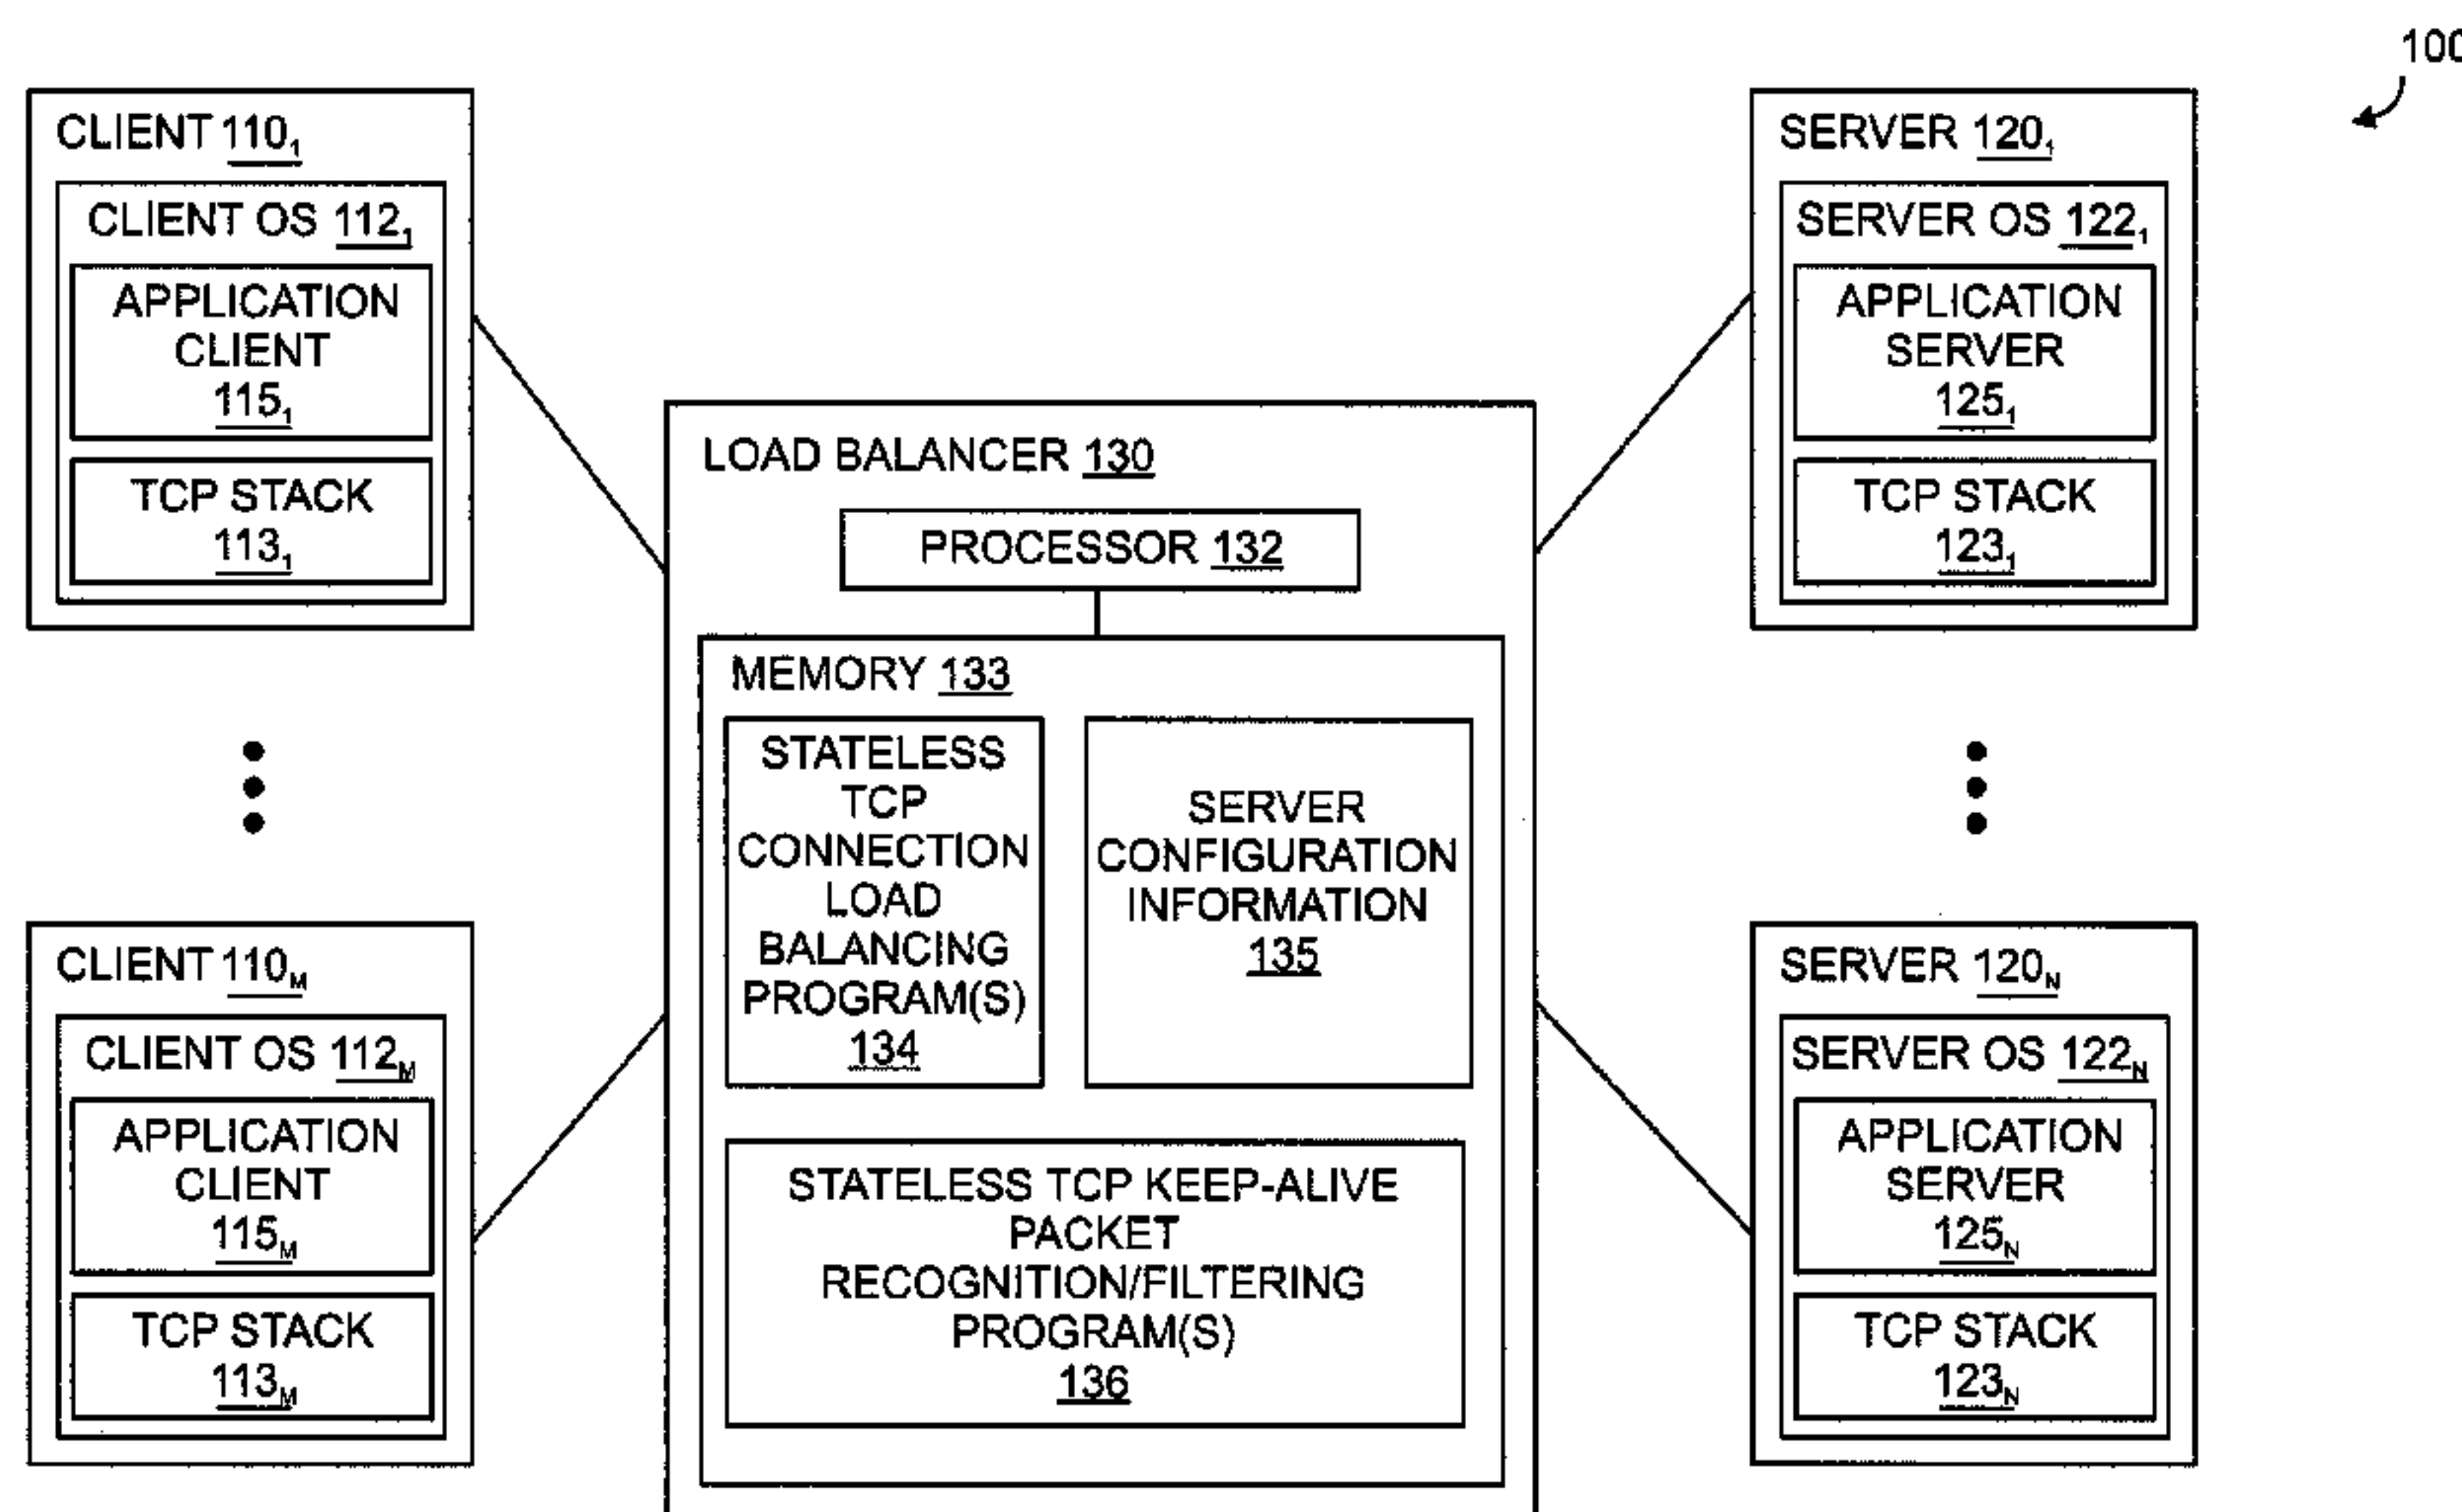 100
CLIENT 110₁
CLIENT OS 112₁
APPLICATION
CLIENT
115₁
TCP STACK
113₁
CLIENT 110M
CLIENT OS 112M
APPLICATION
CLIENT
115M
TCP STACK
113M
LOAD BALANCER 130
PROCESSOR 132
MEMORY 133
STATELESS
TCP
CONNECTION
LOAD
BALANCING
PROGRAM(S)
134
SERVER
CONFIGURATION
INFORMATION
135
STATELESS TCP KEEP-ALIVE
PACKET
RECOGNITION/FILTERING
PROGRAM(S)
136
SERVER 120₁
SERVER OS 122₁
APPLICATION
SERVER
125₁
TCP STACK
123₁
SERVER 120N
SERVER OS 122N
APPLICATION
SERVER
125N
TCP STACK
123N